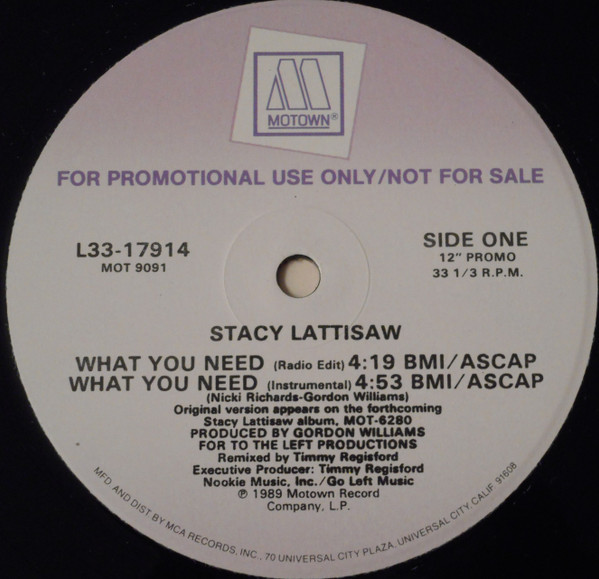 MOTOWN®
FOR PROMOTIONAL USE ONLY/NOT FOR SALE
L33-17914
MOT 9091
SIDE ONE
12" PROMO
33 1/3 R.P.M.
STACY LATTISAW
WHAT YOU NEED (Radio Edit) 4:19 BMI/ASCAP
WHAT YOU NEED (Instrumental) 4:53 BMI/ASCAP
(Nicki Richards-Gordon Williams)
Original version appears on the forthcoming
Stacy Lattisaw album, MOT-6280
PRODUCED BY GORDON WILLIAMS
FOR TO THE LEFT PRODUCTIONS
Remixed by Timmy Regisford
Executive Producer: Timmy Regisford
Nookie Music, Inc./Go Left Music
℗ 1989 Motown Record
Company, L.P.
MFD. AND DIST. BY MCA RECORDS, INC., 70 UNIVERSAL CITY PLAZA, UNIVERSAL CITY, CALIF. 91608